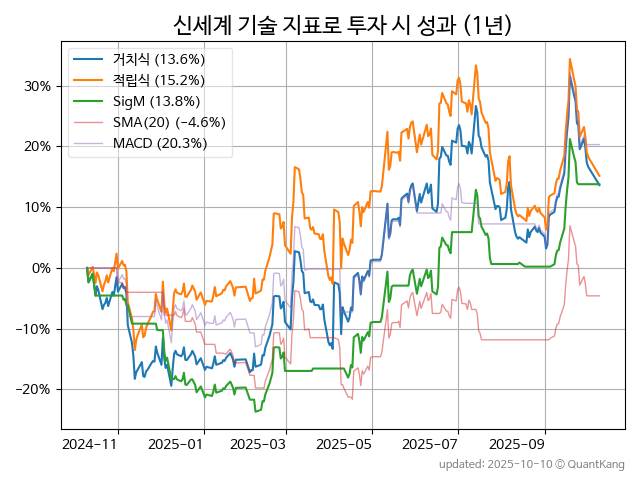 신세계 기술 지표로 투자 시 성과 (1년)
거치식 (13.6%)
적립식 (15.2%)
SigM (13.8%)
SMA(20) (−4.6%)
MACD (20.3%)
30%
20%
10%
0%
−10%
−20%
2024-11
2025-01
2025-03
2025-05
2025-07
2025-09
updated: 2025-10-10 © QuantKang